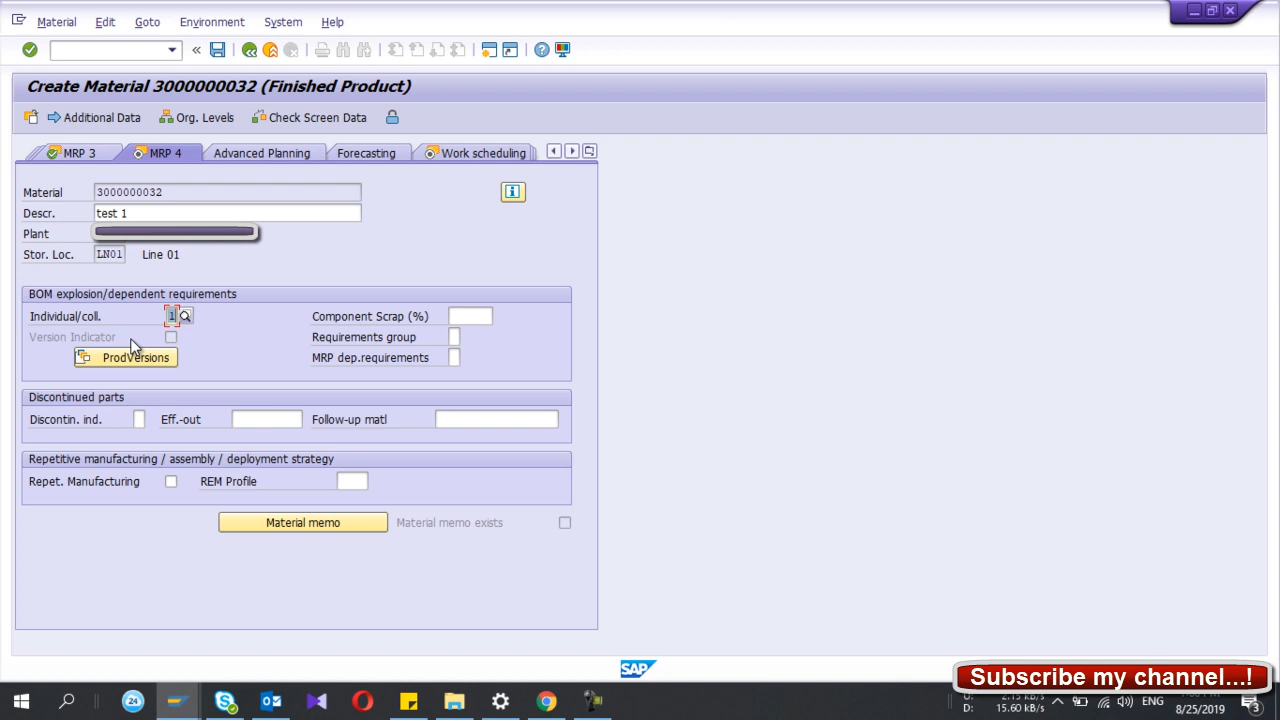 Material Edit Goto Environment System Help
Create Material 3000000032 (Finished Product)
Additional Data Org. Levels Check Screen Data
MRP 3 MRP 4 Advanced Planning Forecasting Work scheduling
Material 3000000032
Descr. test 1
Plant
Stor. Loc. LN01 Line 01
BOM explosion/dependent requirements
Individual/coll. 1 Component Scrap (%)
Version Indicator Requirements group
ProdVersions MRP dep.requirements
Discontinued parts
Discontin. ind. Eff.-out Follow-up matl
Repetitive manufacturing / assembly / deployment strategy
Repet. Manufacturing REM Profile
Material memo Material memo exists
SAP
Subscribe my channel...!
24
D: 15.60 kB/s ENG
8/25/2019 3